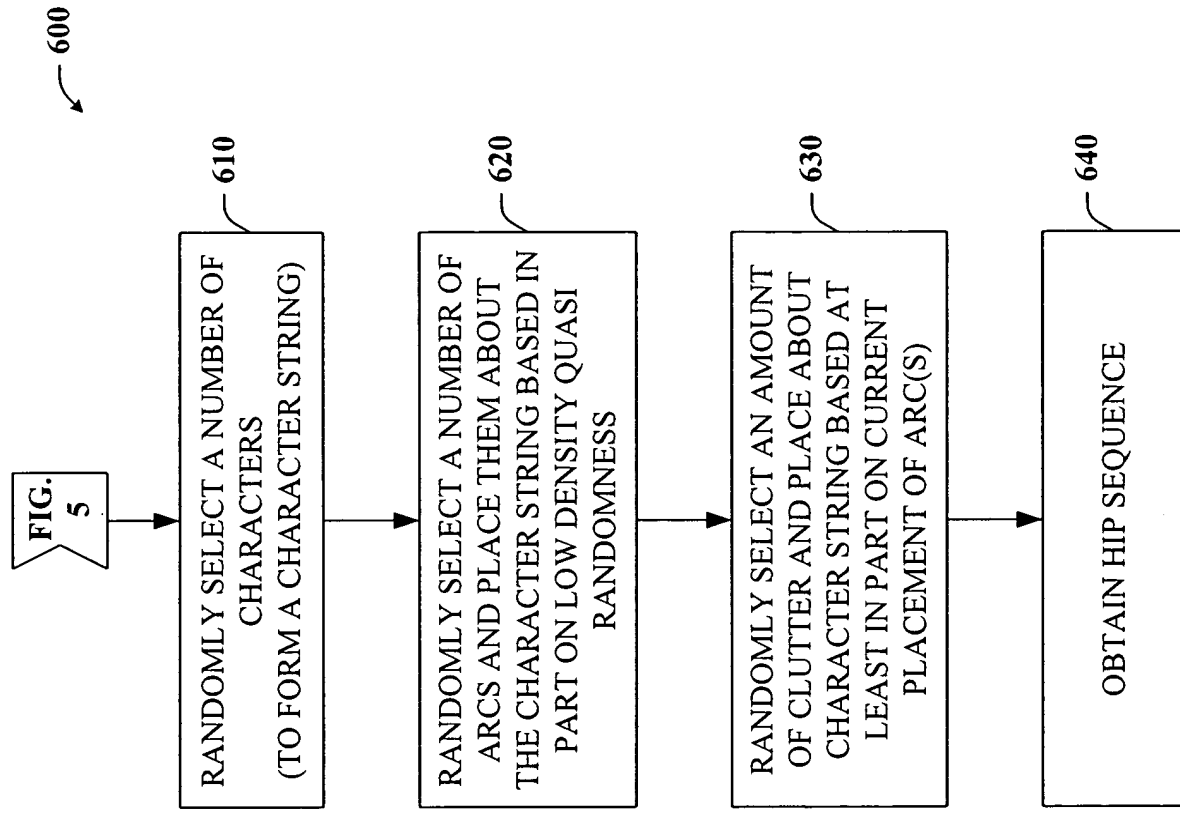 600
FIG.
5
610
RANDOMLY SELECT A NUMBER OF
CHARACTERS
(TO FORM A CHARACTER STRING)
620
RANDOMLY SELECT A NUMBER OF
ARCS AND PLACE THEM ABOUT
THE CHARACTER STRING BASED IN
PART ON LOW DENSITY QUASI
RANDOMNESS
630
RANDOMLY SELECT AN AMOUNT
OF CLUTTER AND PLACE ABOUT
CHARACTER STRING BASED AT
LEAST IN PART ON CURRENT
PLACEMENT OF ARC(S)
640
OBTAIN HIP SEQUENCE